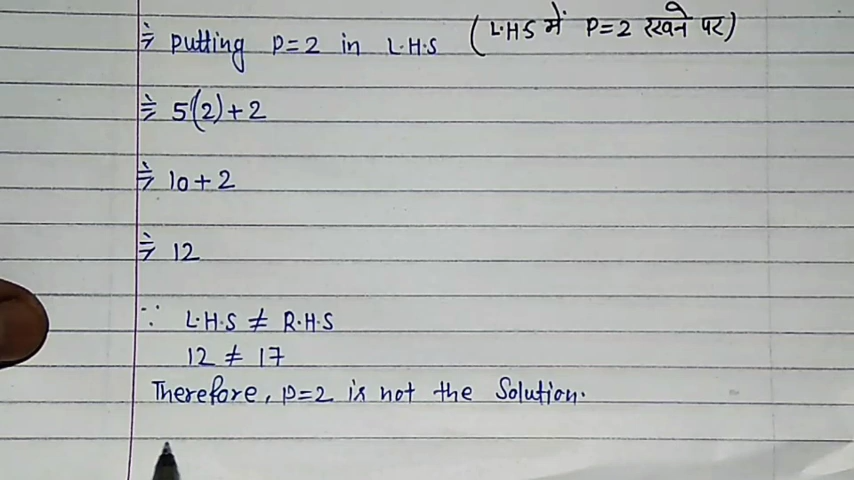 ⇒ Putting P=2 in L.H.S (L.H.S में P=2 रखने पर)
⇒ 5(2)+2
⇒ 10+2
⇒ 12
∵ L.H.S ≠ R.H.S
12 ≠ 17
Therefore, p=2 is not the Solution.